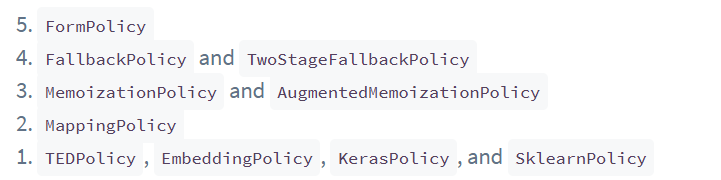 5. FormPolicy
4. FallbackPolicy and TwoStageFallbackPolicy
3. MemoizationPolicy and AugmentedMemoizationPolicy
2. MappingPolicy
1. TEDPolicy , EmbeddingPolicy , KerasPolicy , and SklearnPolicy